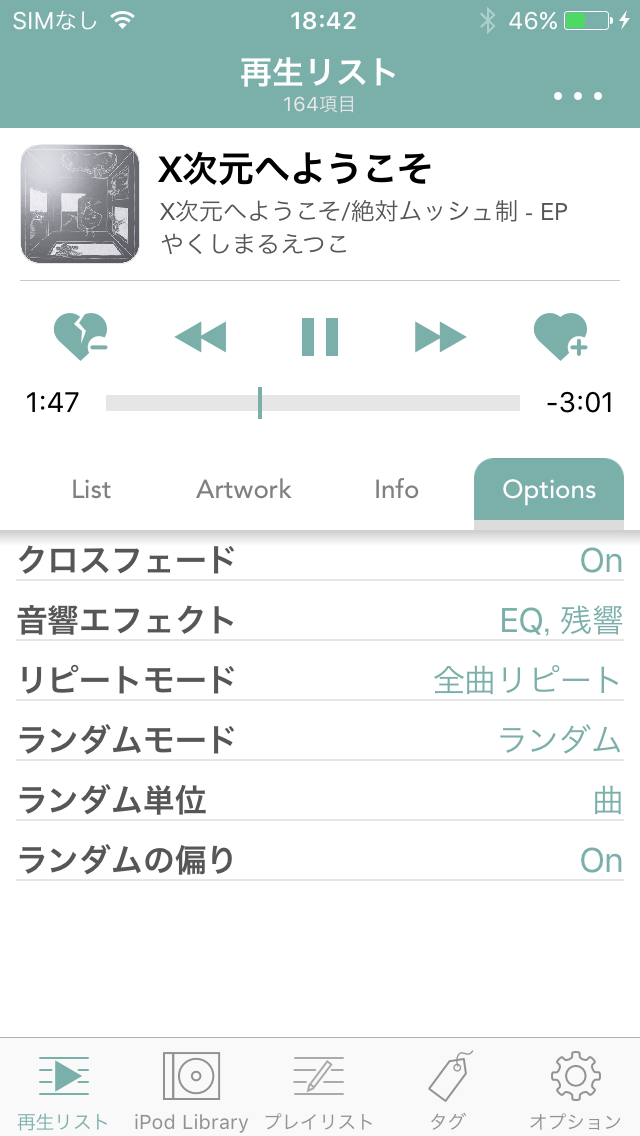 SIMなし 18:42 46%
再生リスト
164項目
X次元へようこそ
X次元へようこそ/絶対ムッシュ制 - EP
やくしまるえつこ
1:47 -3:01
List Artwork Info Options
クロスフェード On
音響エフェクト EQ, 残響
リピートモード 全曲リピート
ランダムモード ランダム
ランダム単位 曲
ランダムの偏り On
再生リスト iPod Library プレイリスト タグ オプション